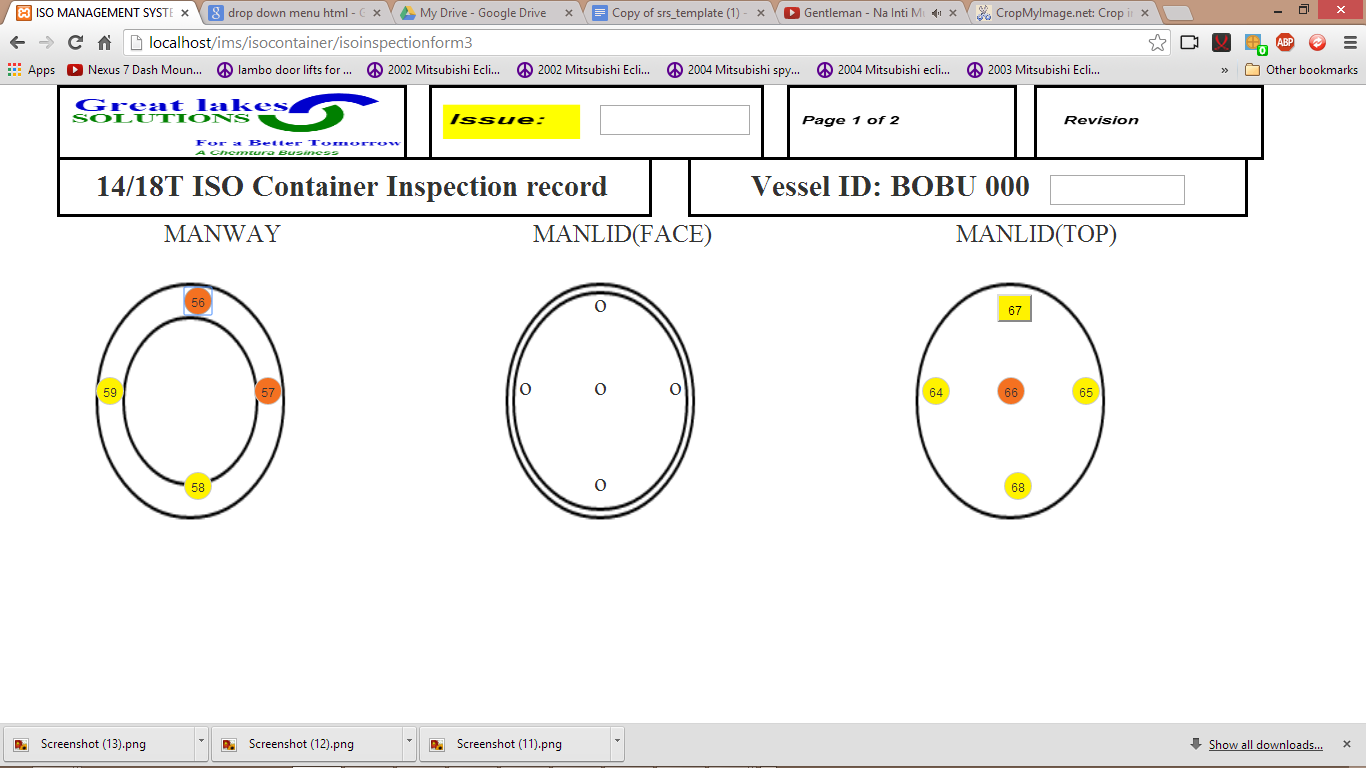 ISO MANAGEMENT SYSTE
drop down menu html - G
My Drive - Google Drive
Copy of srs_template (1) -
Gentleman - Na Inti Mu
CropMyImage.net: Crop i
localhost/ims/isocontainer/isoinspectionform3
ABP
0
Apps
Nexus 7 Dash Moun...
lambo door lifts for ...
2002 Mitsubishi Ecli...
2002 Mitsubishi Ecli...
2004 Mitsubishi spy...
2004 Mitsubishi ecli...
2003 Mitsubishi Ecli...
»
Other bookmarks
Great lakes
SOLUTIONS
For a Better Tomorrow
A Chemtura Business
Issue:
Page 1 of 2
Revision
14/18T ISO Container Inspection record
Vessel ID: BOBU 000
MANWAY
MANLID(FACE)
MANLID(TOP)
56
O
67
59
57
O
O
O
64
66
65
58
O
68
Screenshot (13).png
Screenshot (12).png
Screenshot (11).png
Show all downloads...